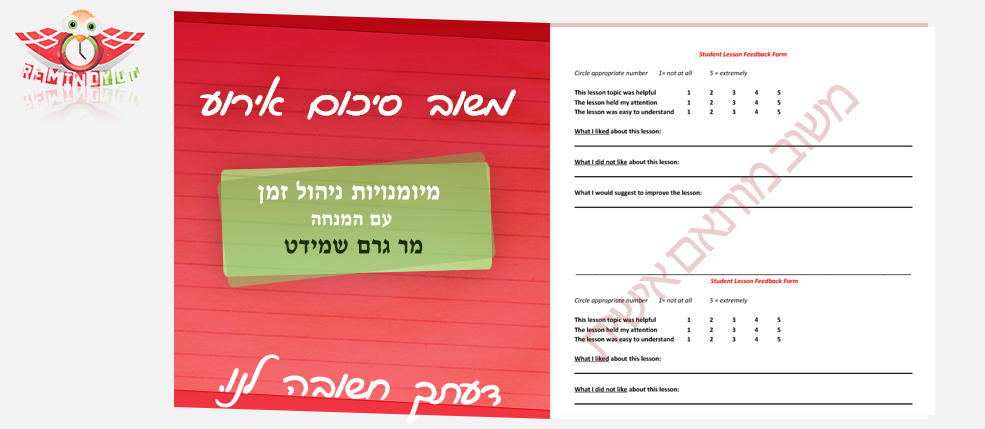 REMINDYOU
משוב סיכום אירוע
מיומנויות ניהול זמן
עם המנחה
מר גרם שמידט
דעתך חשובה לנו.
Student Lesson Feedback Form
Circle appropriate number 1= not at all 5 = extremely
This lesson topic was helpful 1 2 3 4 5
The lesson held my attention 1 2 3 4 5
The lesson was easy to understand 1 2 3 4 5
What I liked about this lesson:
What I did not like about this lesson:
What I would suggest to improve the lesson:
Student Lesson Feedback Form
Circle appropriate number 1= not at all 5 = extremely
This lesson topic was helpful 1 2 3 4 5
The lesson held my attention 1 2 3 4 5
The lesson was easy to understand 1 2 3 4 5
What I liked about this lesson:
What I did not like about this lesson:
משוב מותאם אישית